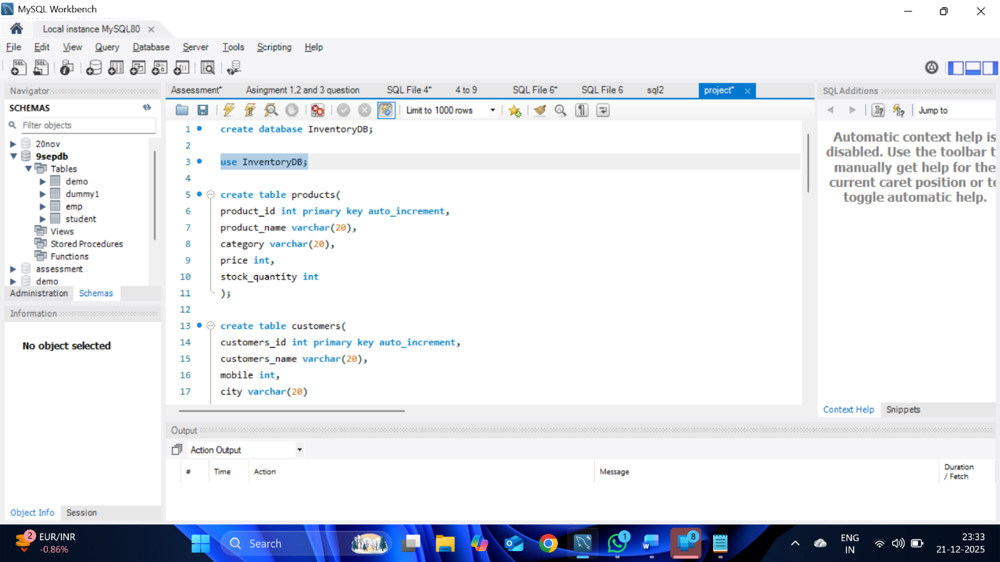 MySQL Workbench
Local instance MySQL80
File Edit View Query Database Server Tools Scripting Help
Navigator
SCHEMAS
Filter objects
20nov
9sepdb
Tables
demo
dummy1
emp
student
Views
Stored Procedures
Functions
assessment
demo
Administration Schemas
Information
No object selected
Object Info Session
Assessment* Asingment 1,2 and 3 question SQL File 4* 4 to 9 SQL File 6* SQL File 6 sql2 project*
Limit to 1000 rows
1 create database InventoryDB;
2
3 use InventoryDB;
4
5 create table products(
6 product_id int primary key auto_increment,
7 product_name varchar(20),
8 category varchar(20),
9 price int,
10 stock_quantity int
11 );
12
13 create table customers(
14 customers_id int primary key auto_increment,
15 customers_name varchar(20),
16 mobile int,
17 city varchar(20)
SQLAdditions
Jump to
Automatic context help is
disabled. Use the toolbar t
manually get help for the
current caret position or to
toggle automatic help.
Context Help Snippets
Output
Action Output
# Time Action Message Duration / Fetch
2 EUR/INR
-0.86%
Search
1
8
ENG
IN
23:33
21-12-2025